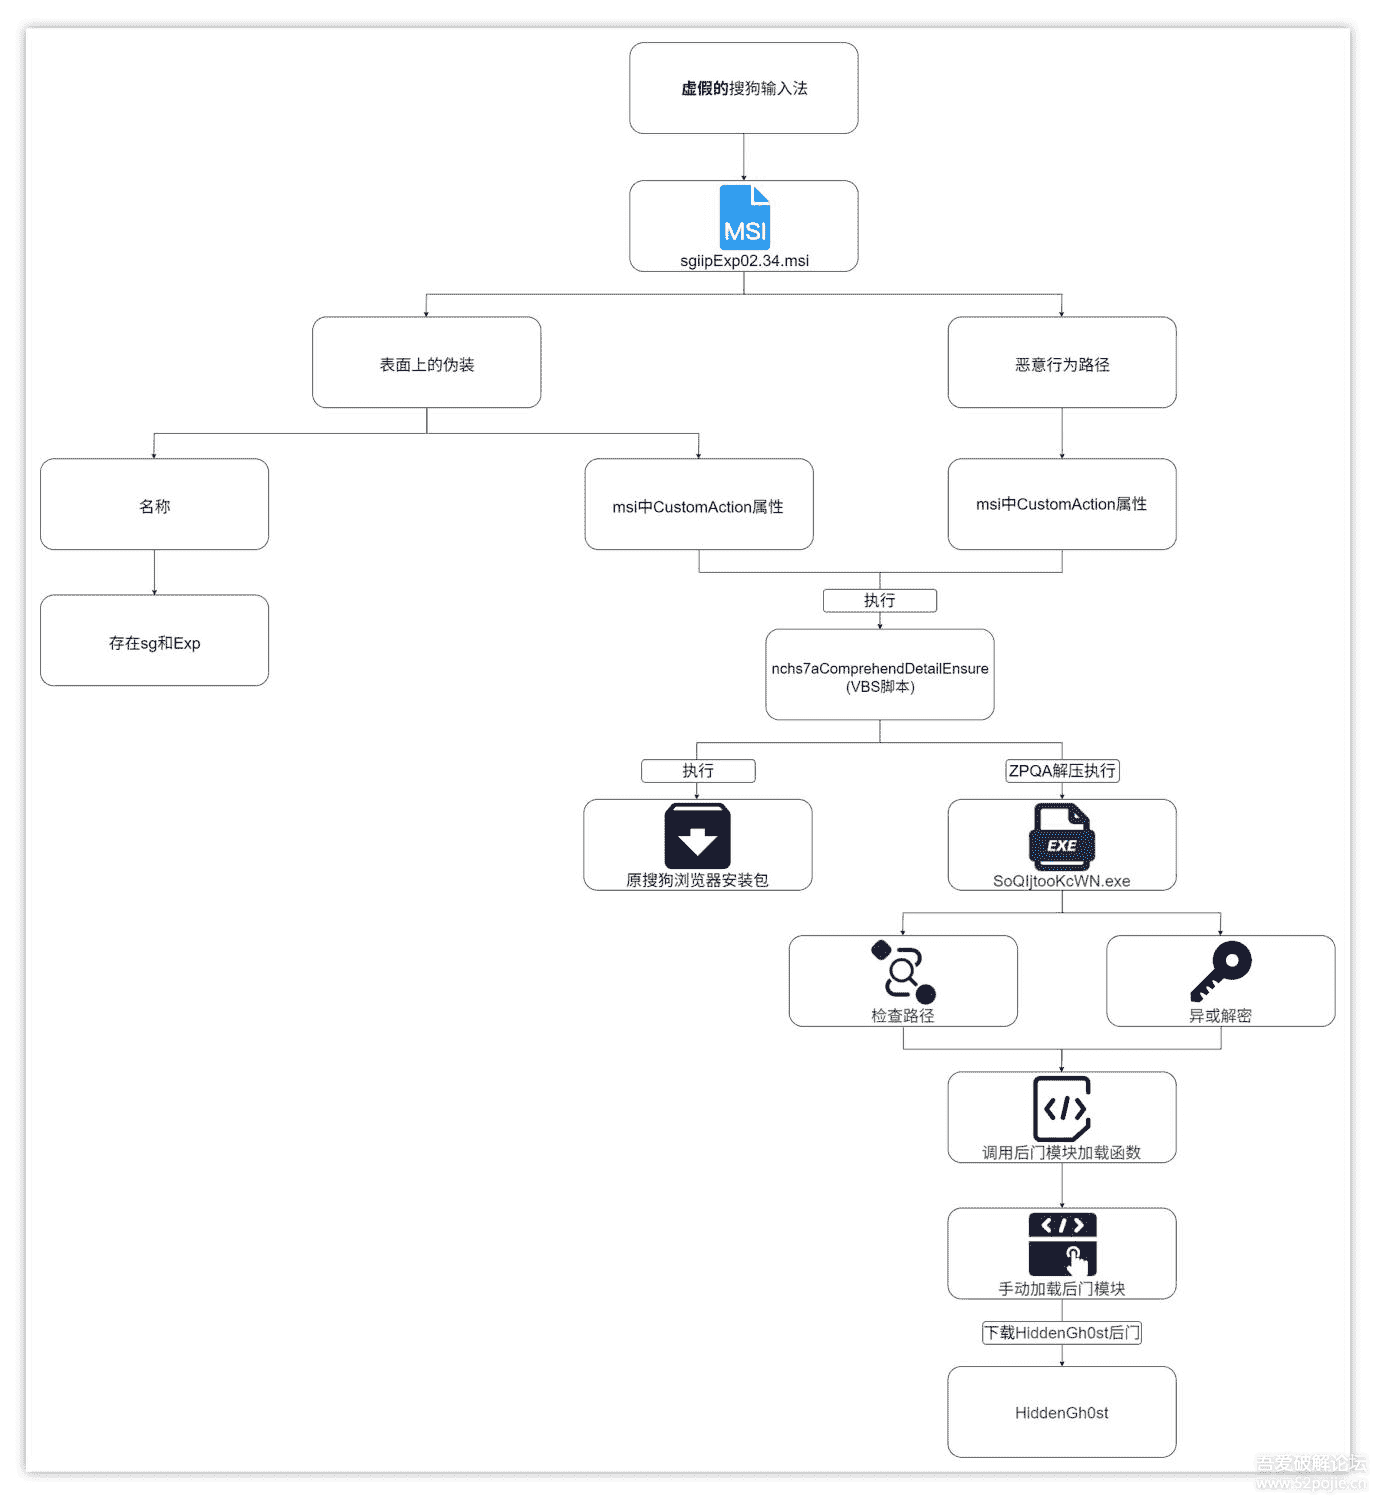 虚假的搜狗输入法
MSI
sgiipExp02.34.msi
表面上的伪装
恶意行为路径
名称
msi中CustomAction属性
msi中CustomAction属性
执行
存在sg和Exp
nchs7aComprehendDetailEnsure
(VBS脚本)
执行
ZPQA解压执行
EXE
原搜狗浏览器安装包
SoQIjtooKcWN.exe
检查路径
异或解密
</>
调用后门模块加载函数
</>
手动加载后门模块
下载HiddenGh0st后门
HiddenGh0st
吾爱破解论坛
www.52pojie.cn